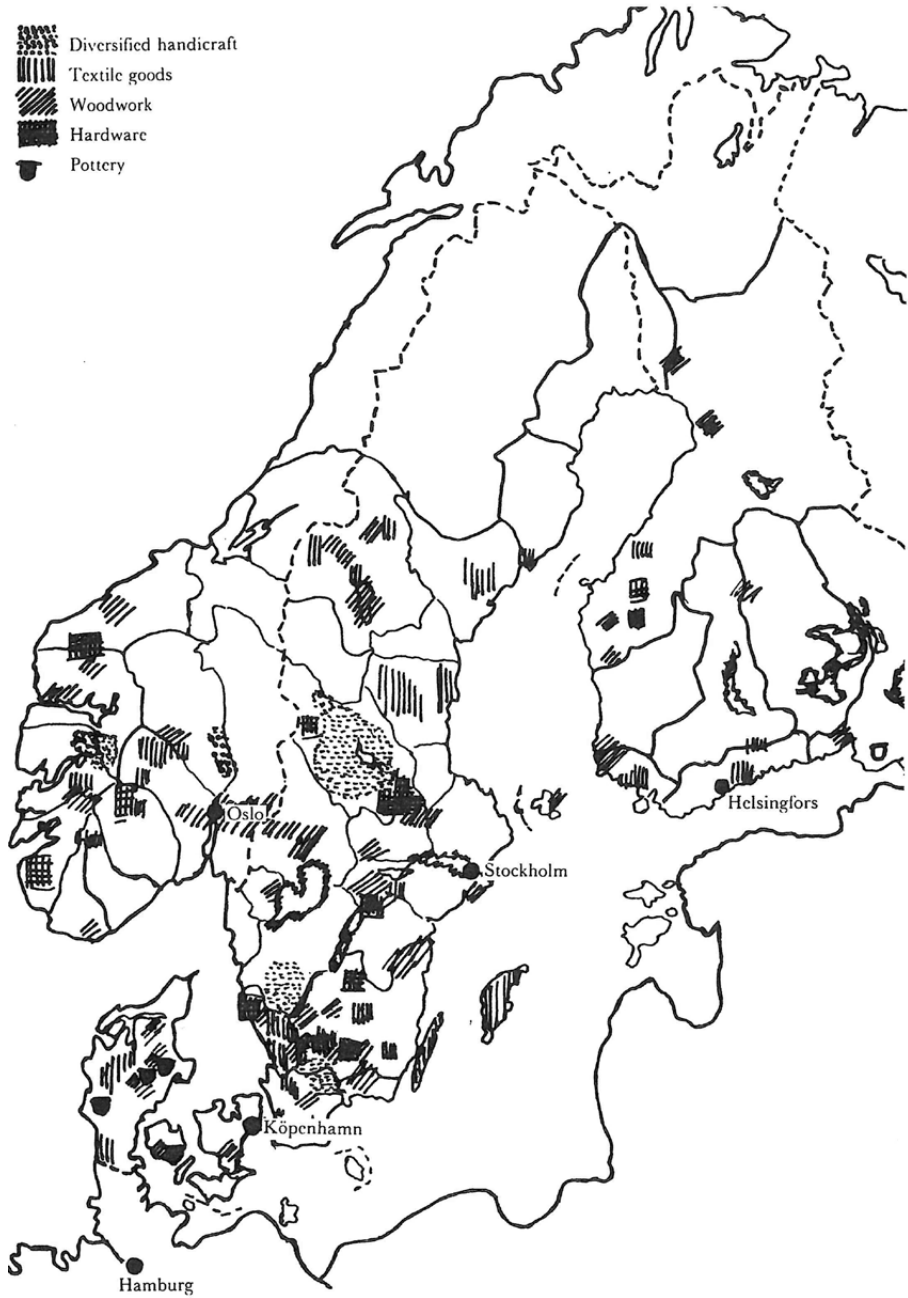 Diversified handicraft
Textile goods
Woodwork
Hardware
Pottery
Oslo
Helsingfors
Stockholm
Köpenhamn
Hamburg